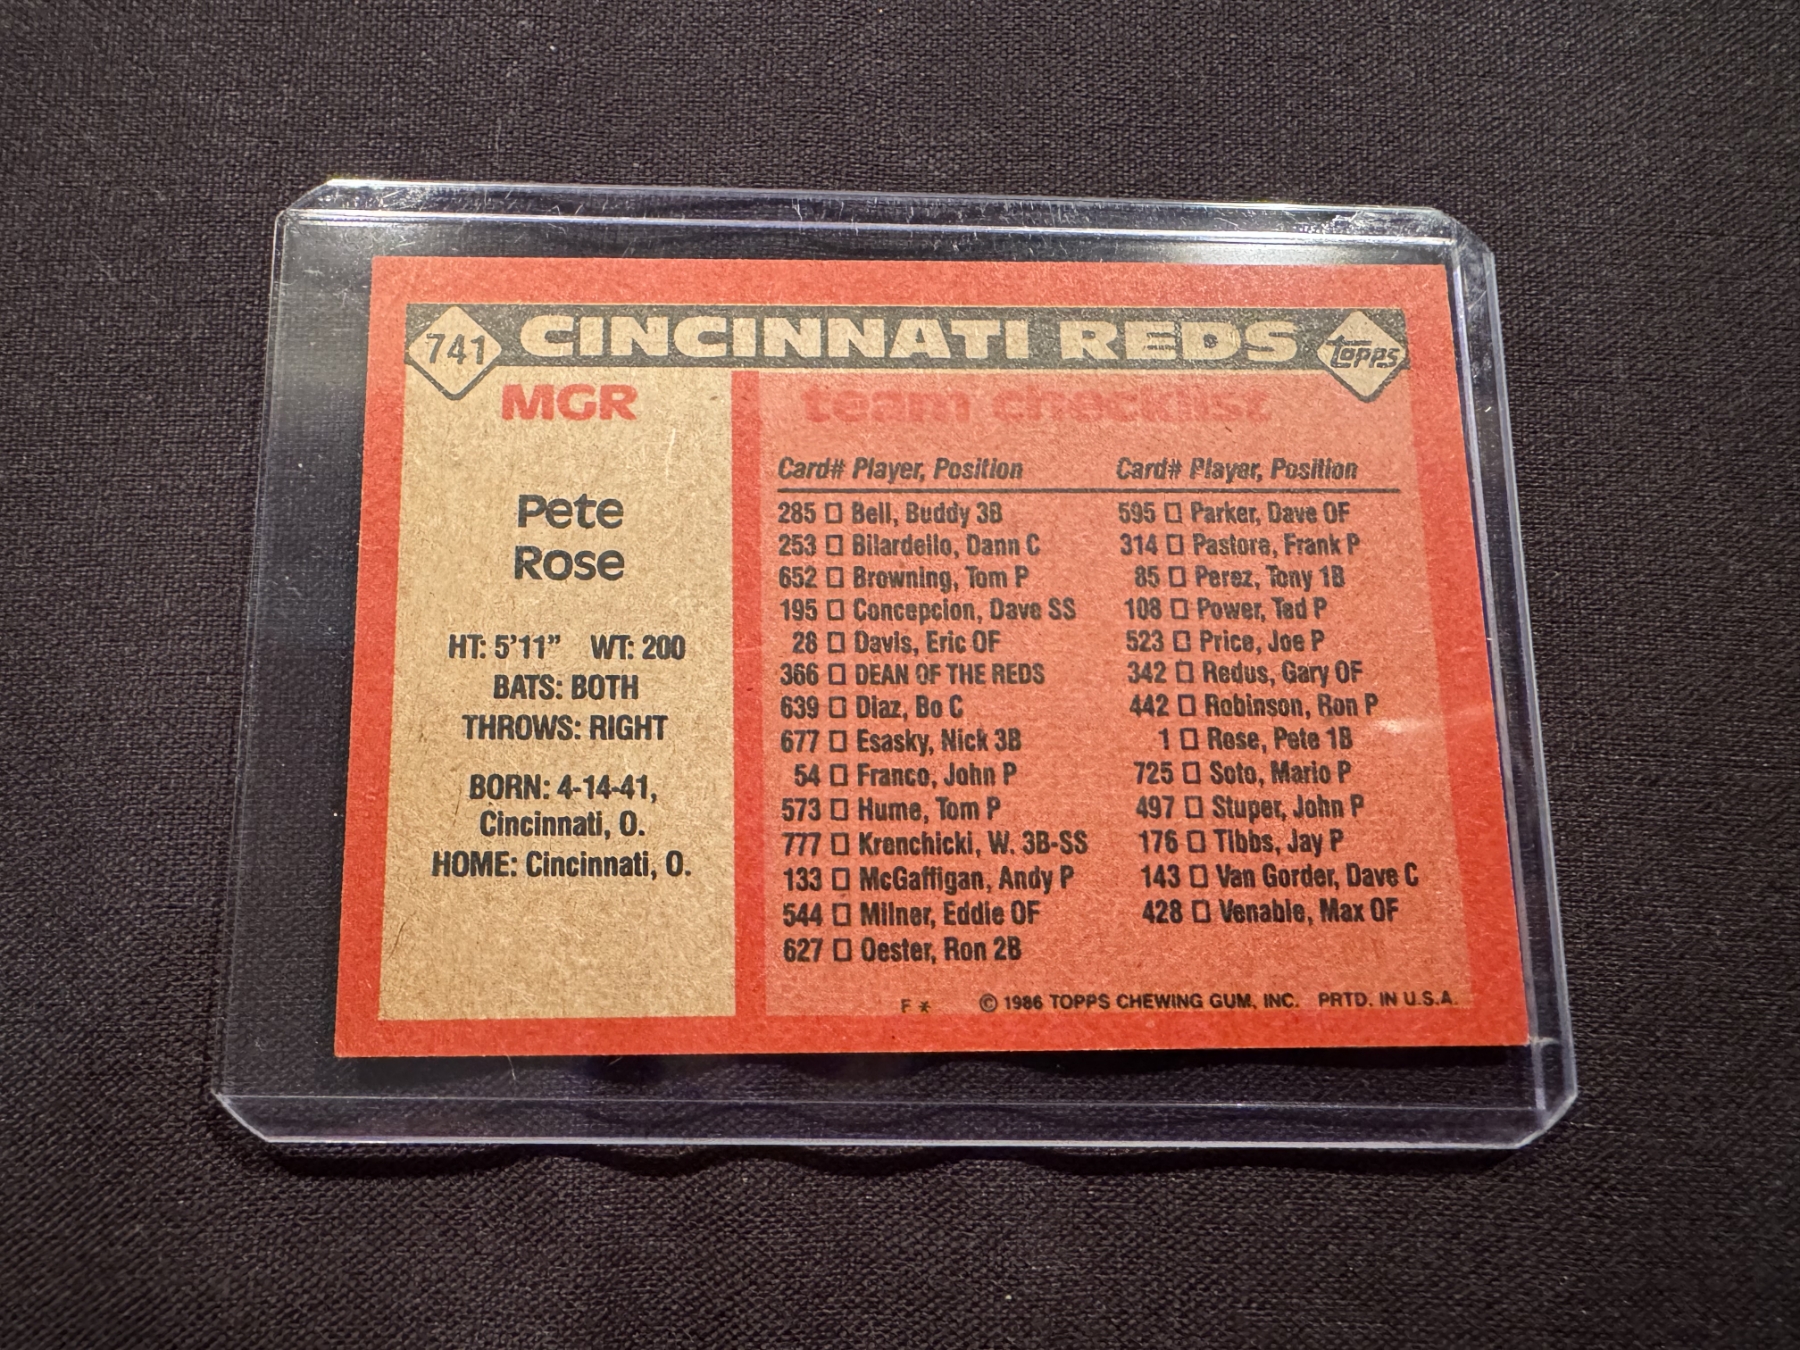 741 CINCINNATI REDS topps
MGR
Pete
Rose
HT: 5'11" WT: 200
BATS: BOTH
THROWS: RIGHT
BORN: 4-14-41,
Cincinnati, O.
HOME: Cincinnati, O.
team checklist
Card# Player, Position
285 Bell, Buddy 3B
253 Bilardello, Dann C
652 Browning, Tom P
195 Concepcion, Dave SS
28 Davis, Eric OF
366 DEAN OF THE REDS
639 Diaz, Bo C
677 Esasky, Nick 3B
54 Franco, John P
573 Hume, Tom P
777 Krenchicki, W. 3B-SS
133 McGaffigan, Andy P
544 Milner, Eddie OF
627 Oester, Ron 2B
Card# Player, Position
595 Parker, Dave OF
314 Pastore, Frank P
85 Perez, Tony 1B
108 Power, Ted P
523 Price, Joe P
342 Redus, Gary OF
442 Robinson, Ron P
1 Rose, Pete 1B
725 Soto, Mario P
497 Stuper, John P
176 Tibbs, Jay P
143 Van Gorder, Dave C
428 Venable, Max OF
F * © 1986 TOPPS CHEWING GUM, INC. PRTD. IN U.S.A.